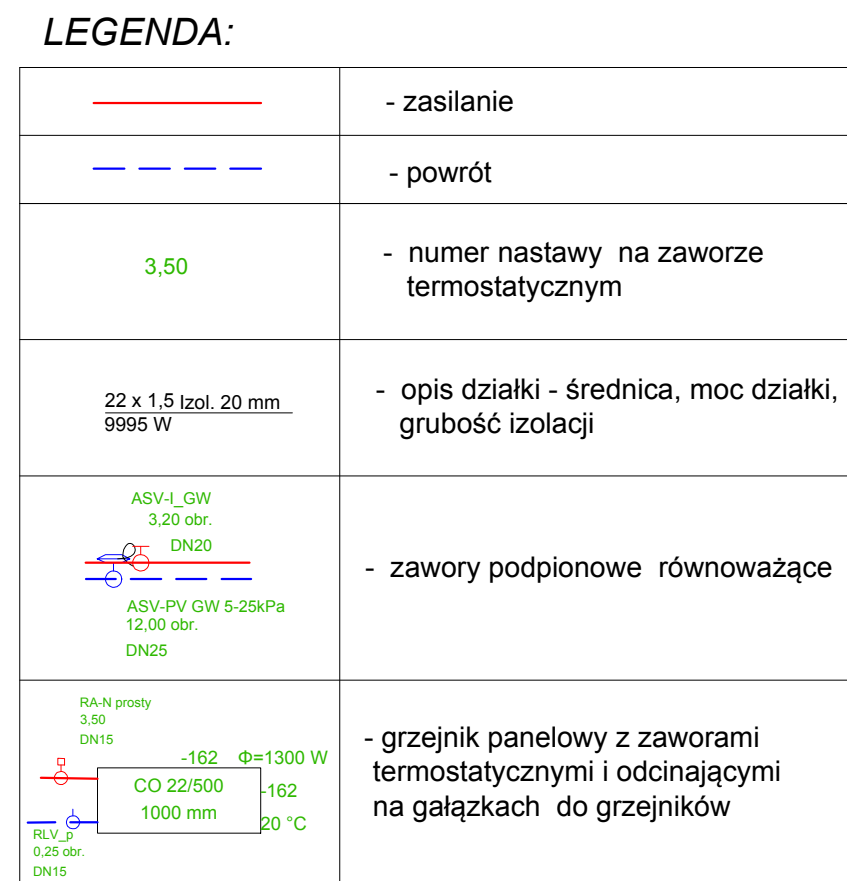 LEGENDA:
- zasilanie
- powrót
3,50
- numer nastawy na zaworze
termostatycznym
22 x 1,5 Izol. 20 mm
9995 W
- opis działki - średnica, moc działki,
grubość izolacji
ASV-I_GW
3,20 obr.
DN20
ASV-PV GW 5-25kPa
12,00 obr.
DN25
- zawory podpionowe równoważące
RA-N prosty
3,50
DN15
-162 Φ=1300 W
CO 22/500
-162
1000 mm
20 °C
RLV_p
0,25 obr.
DN15
- grzejnik panelowy z zaworami
termostatycznymi i odcinającymi
na gałązkach do grzejników